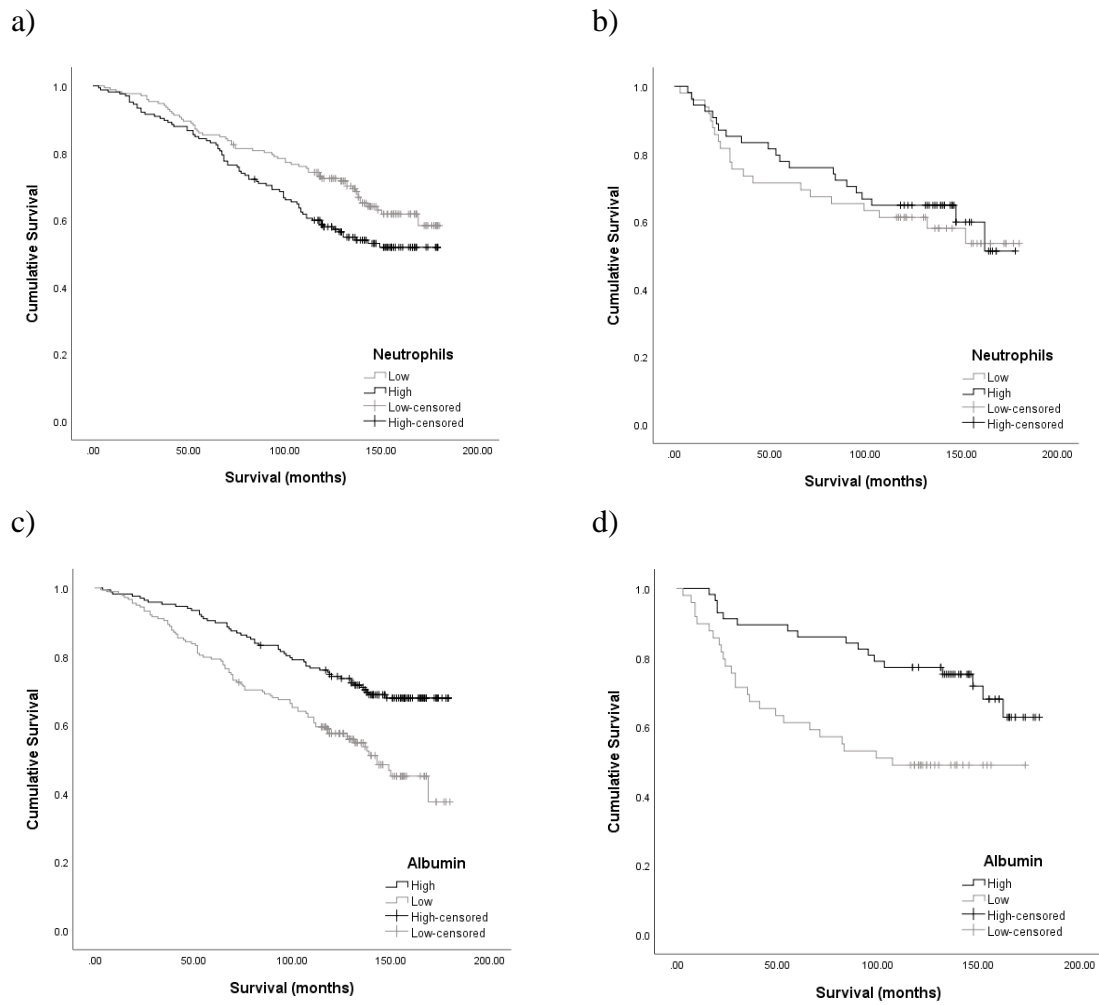 a)
Cumulative Survival
1.0
0.8
0.6
0.4
0.2
0.0
Neutrophils
Low
High
Low-censored
High-censored
.00 50.00 100.00 150.00 200.00
Survival (months)
b)
Cumulative Survival
1.0
0.8
0.6
0.4
0.2
0.0
Neutrophils
Low
High
Low-censored
High-censored
.00 50.00 100.00 150.00 200.00
Survival (months)
c)
Cumulative Survival
1.0
0.8
0.6
0.4
0.2
0.0
Albumin
High
Low
High-censored
Low-censored
.00 50.00 100.00 150.00 200.00
Survival (months)
d)
Cumulative Survival
1.0
0.8
0.6
0.4
0.2
0.0
Albumin
High
Low
High-censored
Low-censored
.00 50.00 100.00 150.00 200.00
Survival (months)